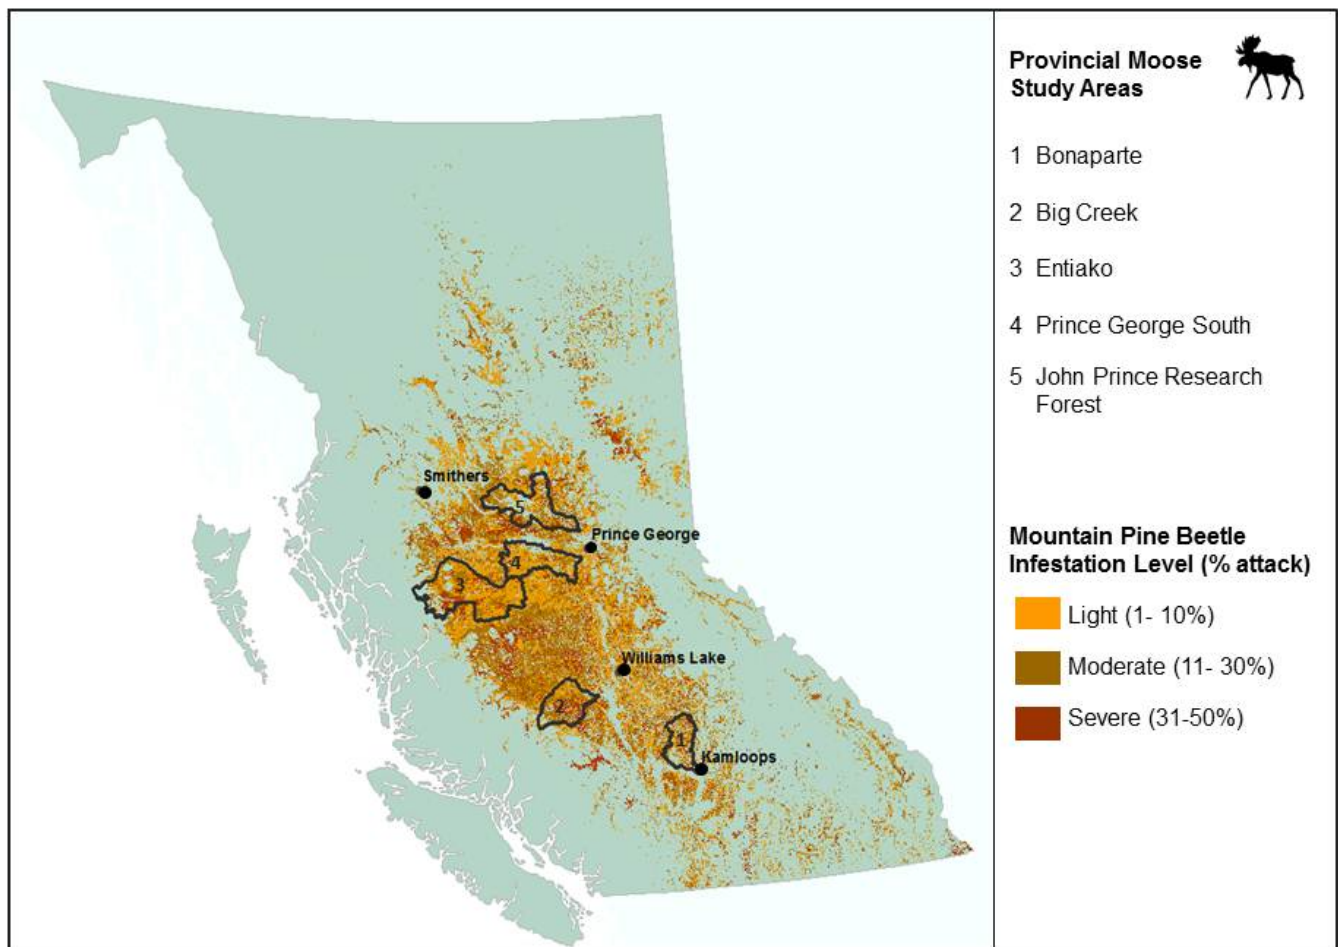 Provincial Moose
Study Areas
1 Bonaparte
2 Big Creek
3 Entiako
4 Prince George South
5 John Prince Research
Forest
Mountain Pine Beetle
Infestation Level (% attack)
Light (1- 10%)
Moderate (11- 30%)
Severe (31-50%)
Smithers
5
Prince George
4
3
Williams Lake
2
1
Kamloops